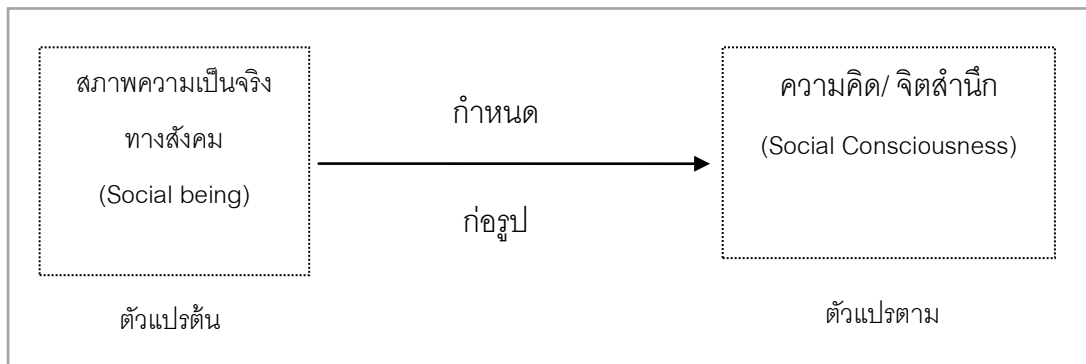 สภาพความเป็นจริง
ทางสังคม
(Social being)
กำหนด
ก่อรูป
ความคิด/ จิตสำนึก
(Social Consciousness)
ตัวแปรต้น
ตัวแปรตาม